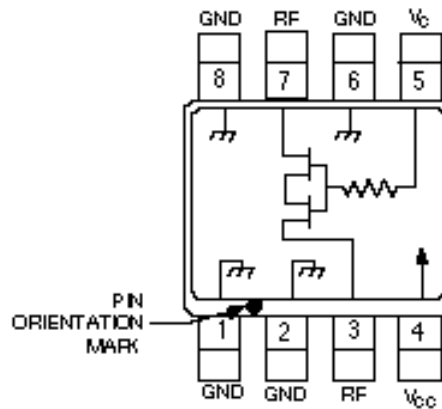 GND RF GND VC
8 7 6 5
PIN
ORIENTATION
MARK
1 2 3 4
GND GND RF VCC